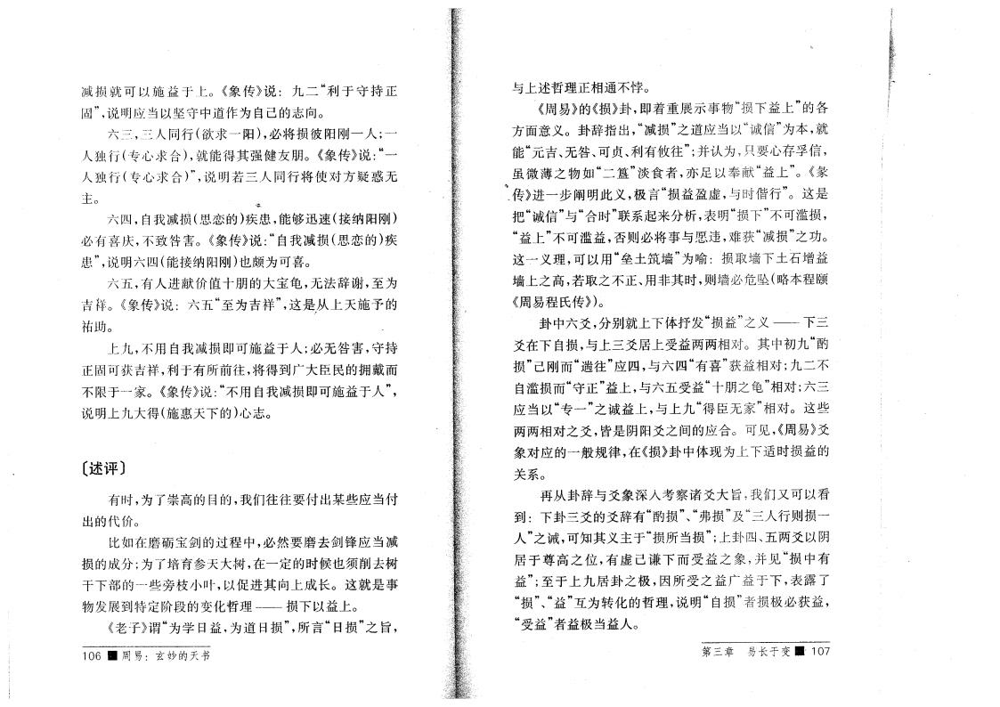 减损就可以施益于上。《象传》说：九二“利于守持正
固”，说明应当以坚守中道作为自己的志向。
六三，三人同行(欲求一阳)，必将损彼阳刚一人；一
人独行(专心求合)，就能得其强健友朋。《象传》说：“一
人独行(专心求合)”，说明若三人同行将使对方疑惑无
主。
六四，自我减损(思恋的)疾患，能够迅速(接纳阳刚)
必有喜庆，不致咎害。《象传》说：“自我减损(思恋的)疾
患”，说明六四(能接纳阳刚)也颇为可喜。
六五，有人进献价值十朋的大宝龟，无法辞谢，至为
吉祥。《象传》说：六五“至为吉祥”，这是从上天施予的
祐助。
上九，不用自我减损即可施益于人；必无咎害，守持
正固可获吉祥，利于有所前往，将得到广大臣民的拥戴而
不限于一家。《象传》说：“不用自我减损即可施益于人”，
说明上九大得(施惠天下的)心志。
〔述评〕
有时，为了崇高的目的，我们往往要付出某些应当付
出的代价。
比如在磨砺宝剑的过程中，必然要磨去剑锋应当减
损的成分；为了培育参天大树，在一定的时候也须削去树
干下部的一些旁枝小叶，以促进其向上成长。这就是事
物发展到特定阶段的变化哲理——损下以益上。
《老子》谓“为学日益，为道日损”，所言“日损”之旨，
106 ■ 周易：玄妙的天书
与上述哲理正相通不悖。
《周易》的《损》卦，即着重展示事物“损下益上”的各
方面意义。卦辞指出，“减损”之道应当以“诚信”为本，就
能“元吉、无咎、可贞、利有攸往”；并认为，只要心存孚信，
虽微薄之物如“二簋”淡食者，亦足以奉献“益上”。《彖
传》进一步阐明此义，极言“损益盈虚，与时偕行”。这是
把“诚信”与“合时”联系起来分析，表明“损下”不可滥损，
“益上”不可滥益，否则必将事与愿违，难获“减损”之功。
这一义理，可以用“垒土筑墙”为喻：损取墙下土石增益
墙上之高，若取之不正、用非其时，则墙必危坠(略本程颐
《周易程氏传》)。
卦中六爻，分别就上下体抒发“损益”之义——下三
爻在下自损，与上三爻居上受益两两相对。其中初九“酌
损”己刚而“遄往”应四，与六四“有喜”获益相对；九二不
自滥损而“守正”益上，与六五受益“十朋之龟”相对；六三
应当以“专一”之诚益上，与上九“得臣无家”相对。这些
两两相对之爻，皆是阴阳爻之间的应合。可见，《周易》爻
象对应的一般规律，在《损》卦中体现为上下适时损益的
关系。
再从卦辞与爻象深入考察诸爻大旨，我们又可以看
到：下卦三爻的爻辞有“酌损”、“弗损”及“三人行则损一
人”之诫，可知其义主于“损所当损”；上卦四、五两爻以阴
居于尊高之位，有虚己谦下而受益之象，并见“损中有
益”；至于上九居卦之极，因所受之益广益于下，表露了
“损”、“益”互为转化的哲理，说明“自损”者损极必获益，
“受益”者益极当益人。
第三章 易长于变 ■ 107